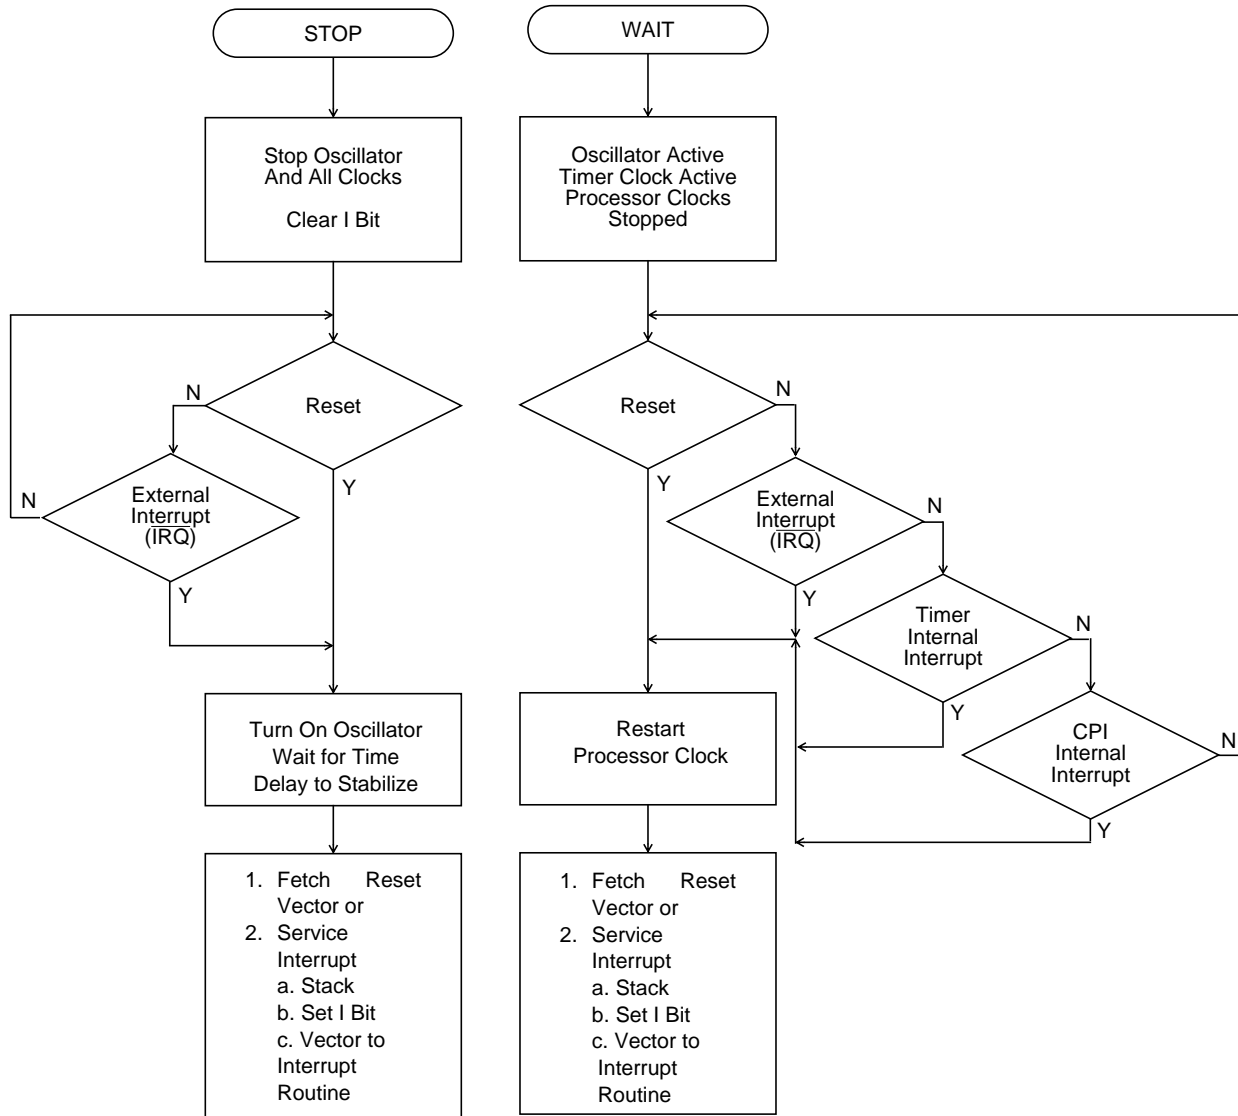 STOP
Stop Oscillator
And All Clocks
Clear I Bit
Reset
N
Y
External
Interrupt
(I̅R̅Q̅)
N
Y
Turn On Oscillator
Wait for Time
Delay to Stabilize
1. Fetch Reset
Vector or
2. Service
Interrupt
a. Stack
b. Set I Bit
c. Vector to
Interrupt
Routine
WAIT
Oscillator Active
Timer Clock Active
Processor Clocks
Stopped
Reset
N
Y
External
Interrupt
(I̅R̅Q̅)
N
Y
Timer
Internal
Interrupt
N
Y
CPI
Internal
Interrupt
N
Y
Restart
Processor Clock
1. Fetch Reset
Vector or
2. Service
Interrupt
a. Stack
b. Set I Bit
c. Vector to
Interrupt
Routine